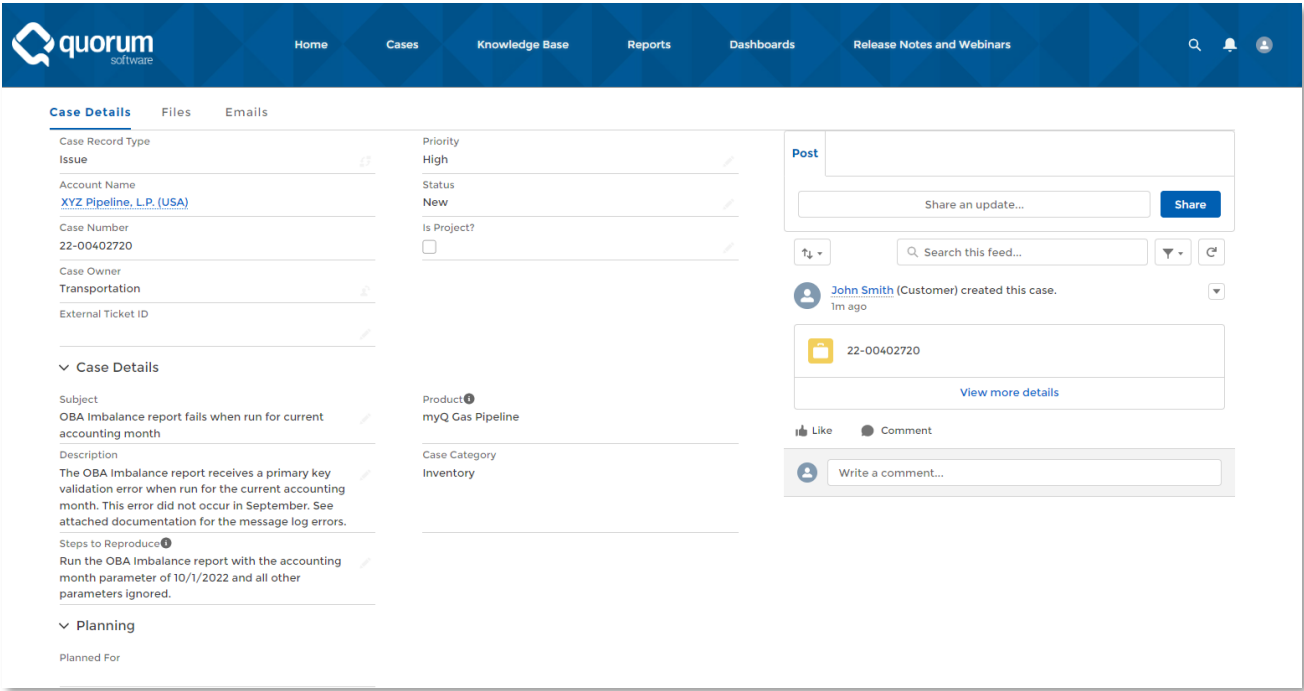 quorum
software
Home Cases Knowledge Base Reports Dashboards Release Notes and Webinars
Case Details Files Emails
Case Record Type
Issue
Account Name
XYZ Pipeline, L.P. (USA)
Case Number
22-00402720
Case Owner
Transportation
External Ticket ID
Priority
High
Status
New
Is Project?
Case Details
Subject
OBA Imbalance report fails when run for current
accounting month
Description
The OBA Imbalance report receives a primary key
validation error when run for the current accounting
month. This error did not occur in September. See
attached documentation for the message log errors.
Steps to Reproduce
Run the OBA Imbalance report with the accounting
month parameter of 10/1/2022 and all other
parameters ignored.
Product
myQ Gas Pipeline
Case Category
Inventory
Planning
Planned For
Post
Share an update...
Share
Search this feed...
John Smith (Customer) created this case.
1m ago
22-00402720
View more details
Like Comment
Write a comment...